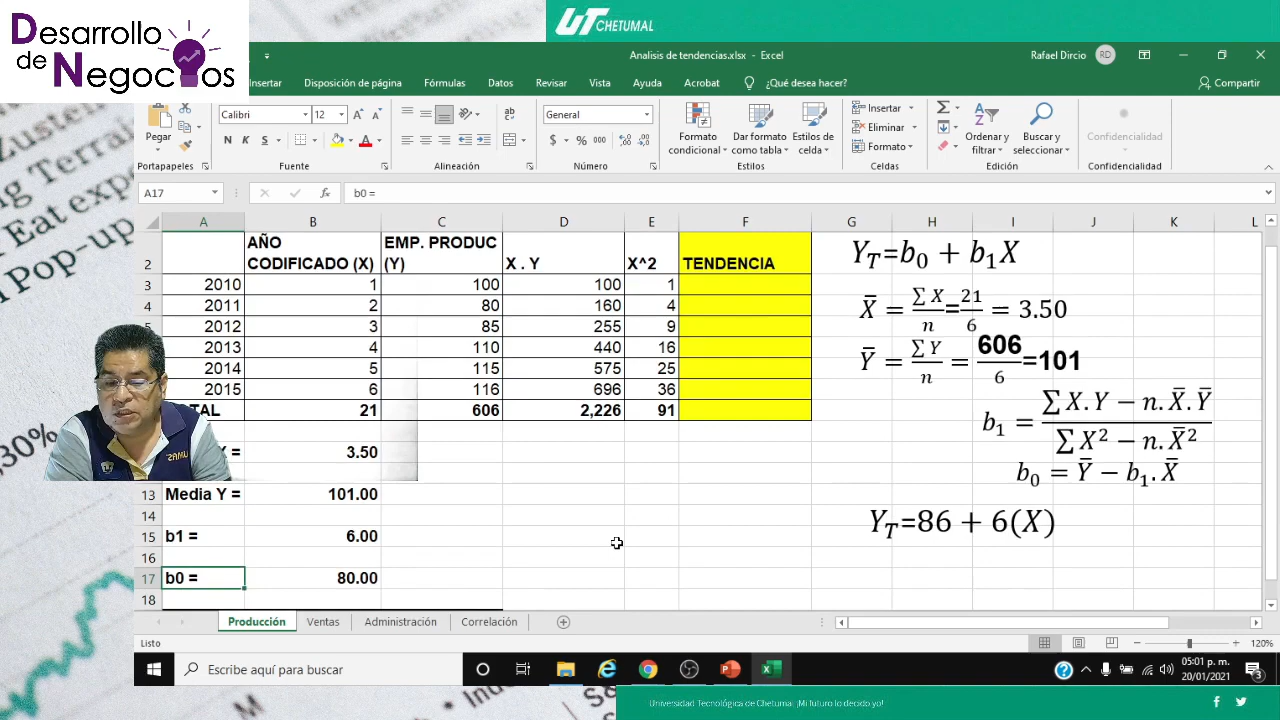 Desarrollo
de Negocios
UT CHETUMAL
Analisis de tendencias.xlsx - Excel
Rafael Dircio
RD
Insertar
Disposición de página
Fórmulas
Datos
Revisar
Vista
Ayuda
Acrobat
¿Qué desea hacer?
Compartir
Pegar
Calibri
12
N K S
General
$ % 000
Formato condicional
Dar formato como tabla
Estilos de celda
Insertar
Eliminar
Formato
Ordenar y filtrar
Buscar y seleccionar
Confidencialidad
Portapapeles
Fuente
Alineación
Número
Estilos
Celdas
Edición
Confidencialidad
A17
fx
b0 =
A B C D E F G H I J K L
2 AÑO CODIFICADO (X) EMP. PRODUC (Y) X . Y X^2 TENDENCIA
3 2010 1 100 100 1
4 2011 2 80 160 4
5 2012 3 85 255 9
2013 4 110 440 16
2014 5 115 575 25
2015 6 116 696 36
TAL 21 606 2,226 91
= 3.50
13 Media Y = 101.00
14
15 b1 = 6.00
16
17 b0 = 80.00
18
Y_T=b_0 + b_1X
X̄ = ∑ X / n = 21 / 6 = 3.50
Ȳ = ∑ Y / n = 606 / 6 =101
b_1 = (∑ X.Y − n.X̄.Ȳ) / (∑ X² − n.X̄²)
b_0 = Ȳ − b_1.X̄
Y_T=86 + 6(X)
Producción
Ventas
Administración
Correlación
Listo
120%
Escribe aquí para buscar
05:01 p. m.
20/01/2021
3
Universidad Tecnológica de Chetumal ¡Mi futuro lo decido yo!